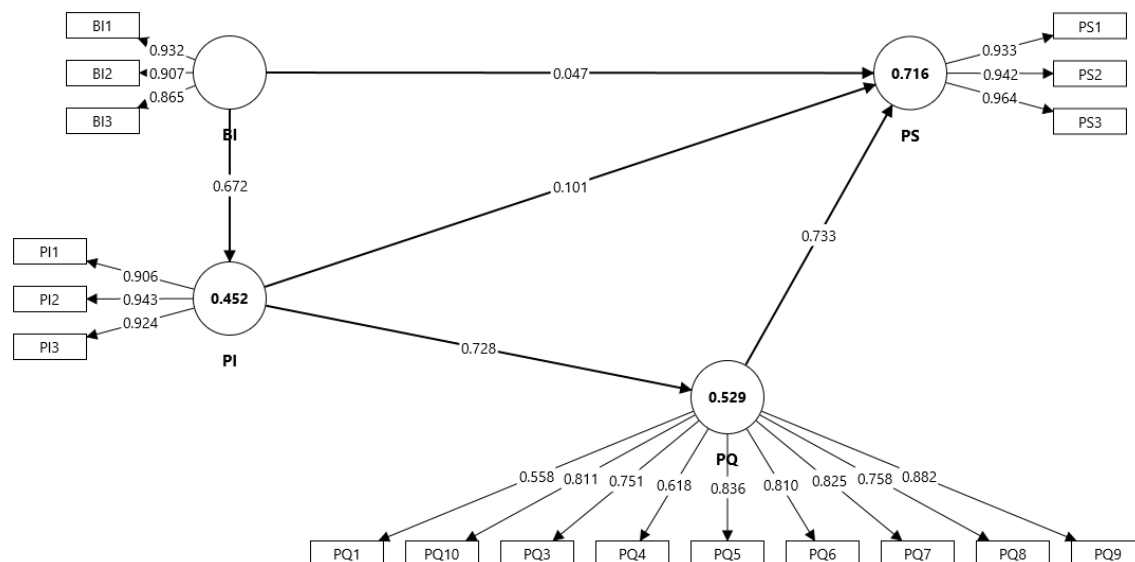 BI1
0.932
BI2
0.907
BI3
0.865
BI
0.047
PS1
0.933
0.716
PS2
0.942
PS3
0.964
PS
0.672
0.101
0.733
PI1
0.906
PI2
0.943
0.452
PI3
0.924
PI
0.728
0.529
PQ
0.558
0.811
0.751
0.618
0.836
0.810
0.825
0.758
0.882
PQ1
PQ10
PQ3
PQ4
PQ5
PQ6
PQ7
PQ8
PQ9